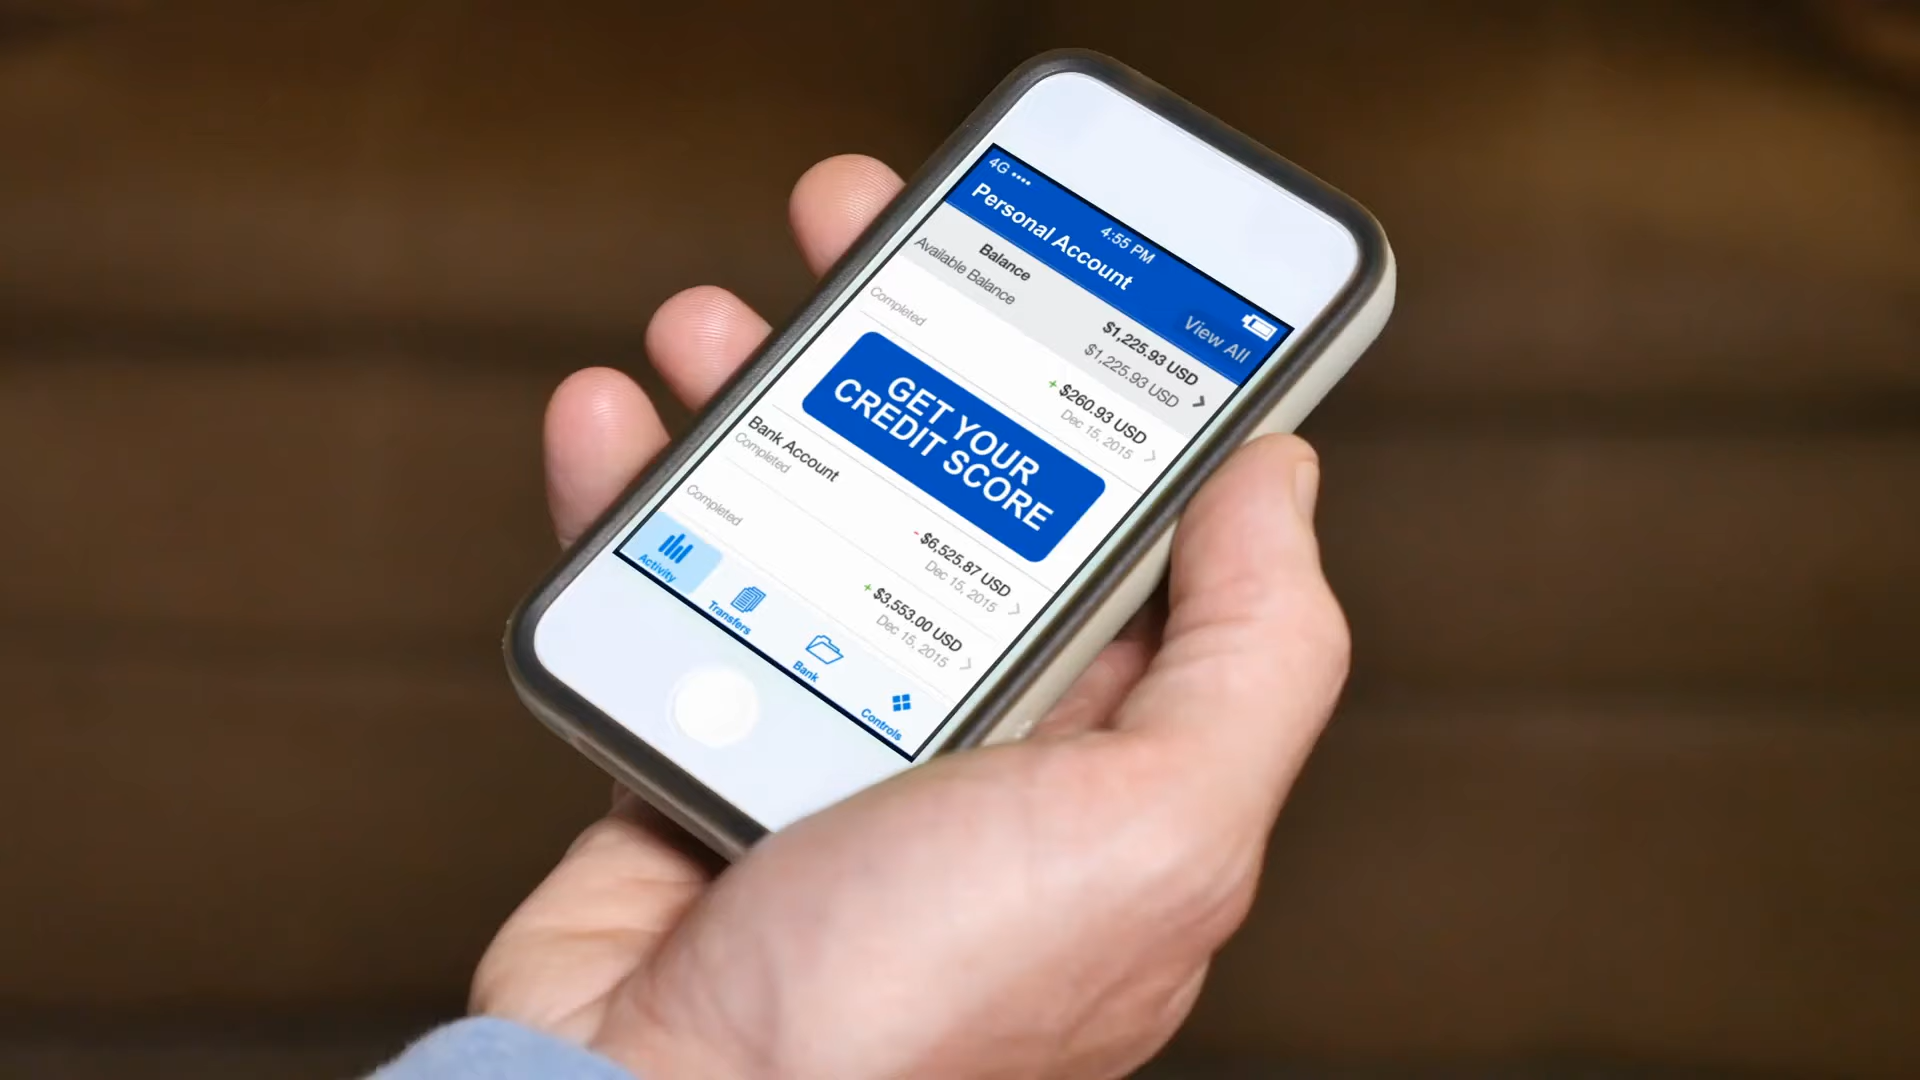 4G
4:55 PM
Personal Account
View All
Balance
$1,225.93 USD
Available Balance
$1,225.93 USD
+ $260.93 USD
Completed
Dec 15, 2015
GET YOUR
CREDIT SCORE
Bank Account
- $6,525.87 USD
Completed
Dec 15, 2015
+ $3,553.00 USD
Completed
Dec 15, 2015
Activity
Transfers
Bank
Controls